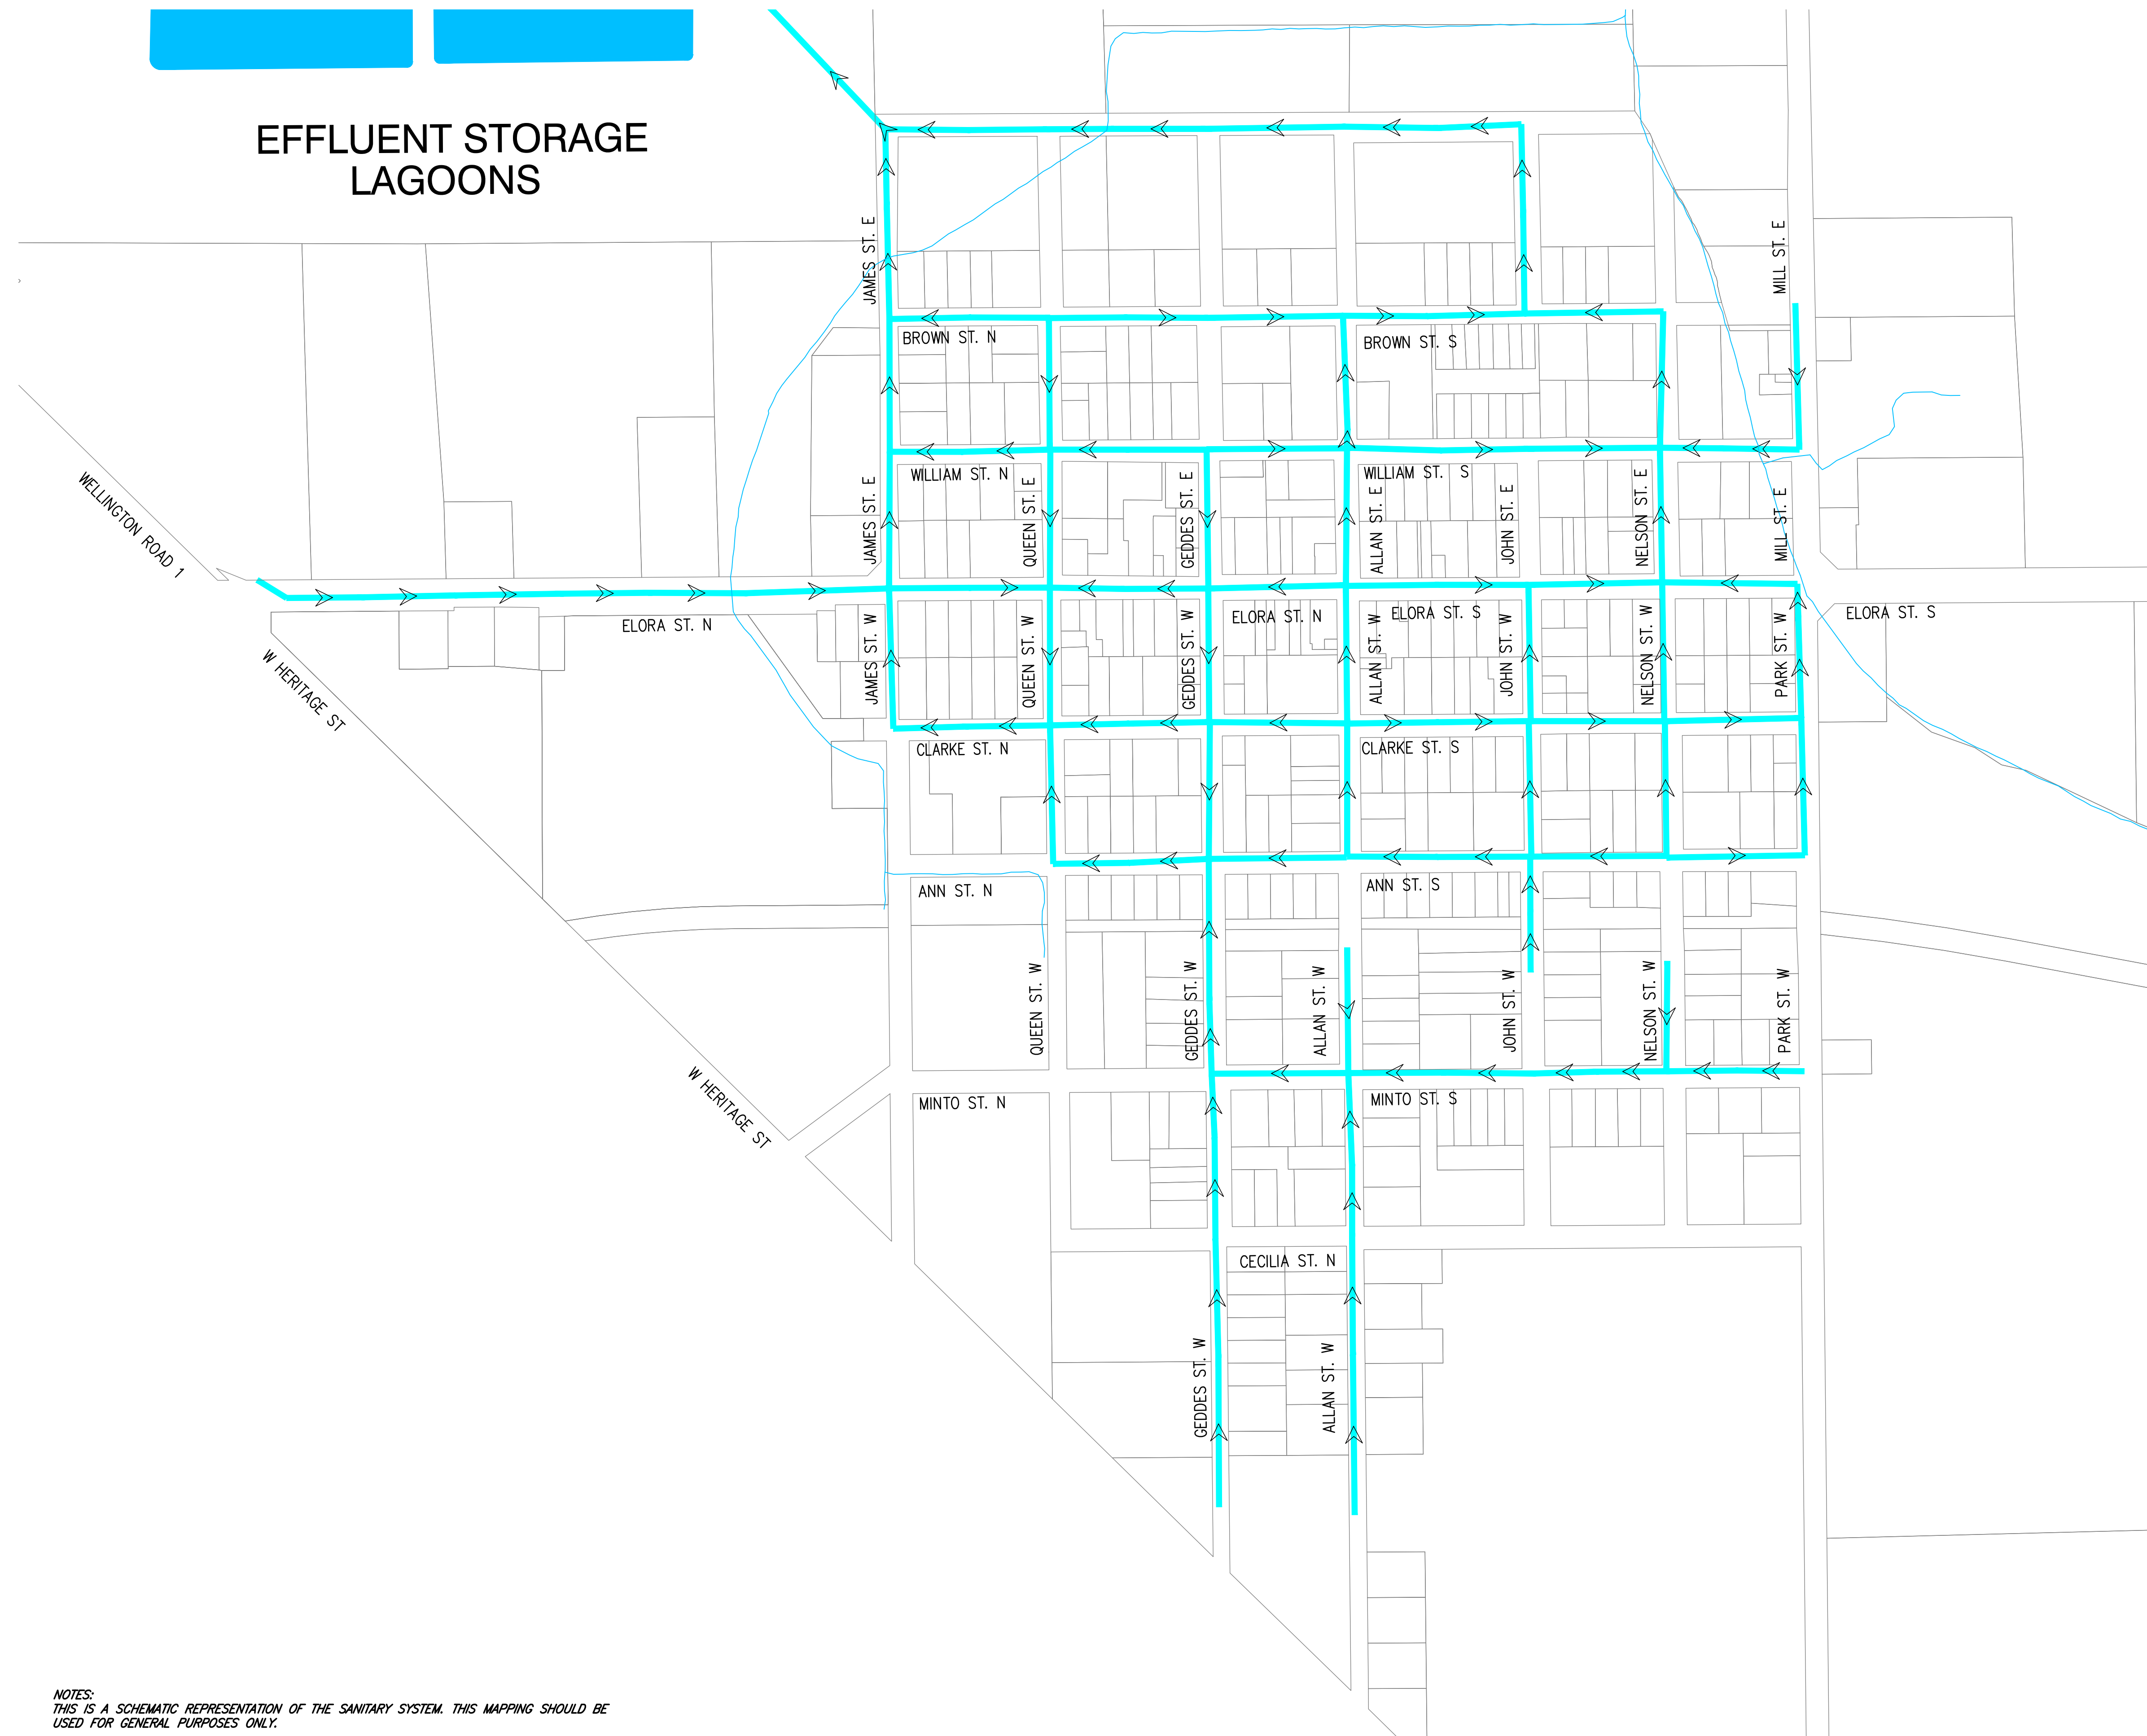 EFFLUENT STORAGE
LAGOONS
JAMES ST. E
MILL ST. E
BROWN ST. N
BROWN ST. S
WELLINGTON ROAD 1
WILLIAM ST. N
WILLIAM ST. S
JAMES ST. E
QUEEN ST. E
GEDDES ST. E
ALLAN ST. E
JOHN ST. E
NELSON ST. E
MILL ST. E
ELORA ST. N
ELORA ST. N
ELORA ST. S
ELORA ST. S
W HERITAGE ST
JAMES ST. W
QUEEN ST. W
GEDDES ST. W
ALLAN ST. W
JOHN ST. W
NELSON ST. W
PARK ST. W
CLARKE ST. N
CLARKE ST. S
ANN ST. N
ANN ST. S
QUEEN ST. W
GEDDES ST. W
ALLAN ST. W
JOHN ST. W
NELSON ST. W
PARK ST. W
W HERITAGE ST
MINTO ST. N
MINTO ST. S
CECILIA ST. N
GEDDES ST. W
ALLAN ST. W
NOTES:
THIS IS A SCHEMATIC REPRESENTATION OF THE SANITARY SYSTEM. THIS MAPPING SHOULD BE
USED FOR GENERAL PURPOSES ONLY.